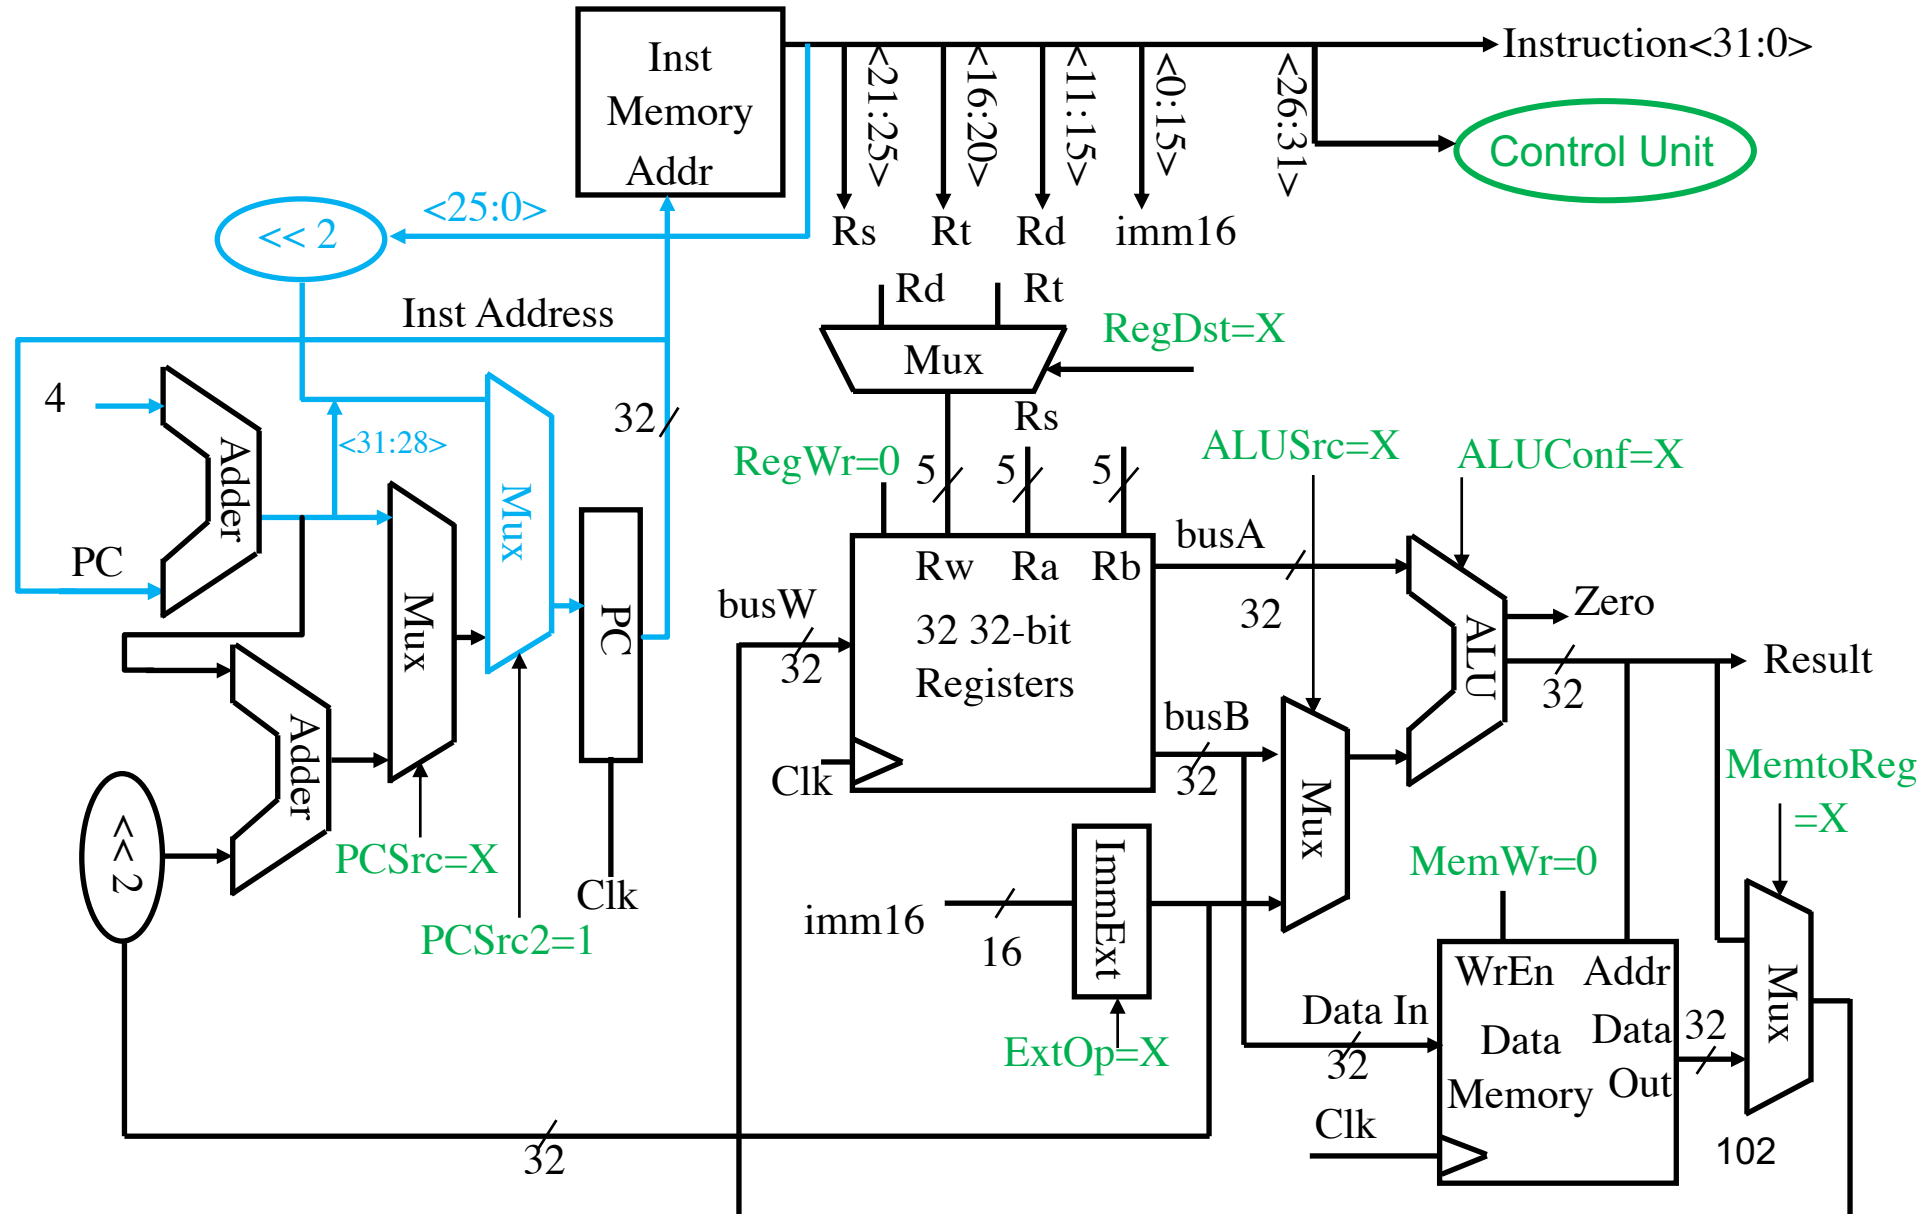 Inst
Memory
Addr
Instruction<31:0>
<21:25>
<16:20>
<11:15>
<0:15>
<26:31>
Control Unit
Rs
Rt
Rd
imm16
<25:0>
<< 2
Inst Address
Rd
Rt
Mux
RegDst=X
4
Adder
PC
<31:28>
Mux
Mux
PC
32
Clk
Adder
<< 2
PCSrc=X
PCSrc2=1
32
RegWr=0
5
Rs
5
5
Rw
Ra
Rb
32 32-bit
Registers
busW
32
Clk
busA
32
busB
32
ALUSrc=X
ALUConf=X
ALU
Zero
32
Result
Mux
imm16
16
ImmExt
ExtOp=X
MemtoReg
=X
MemWr=0
WrEn
Addr
Data In
32
Data
Memory
Data
Out
32
Mux
Clk
102